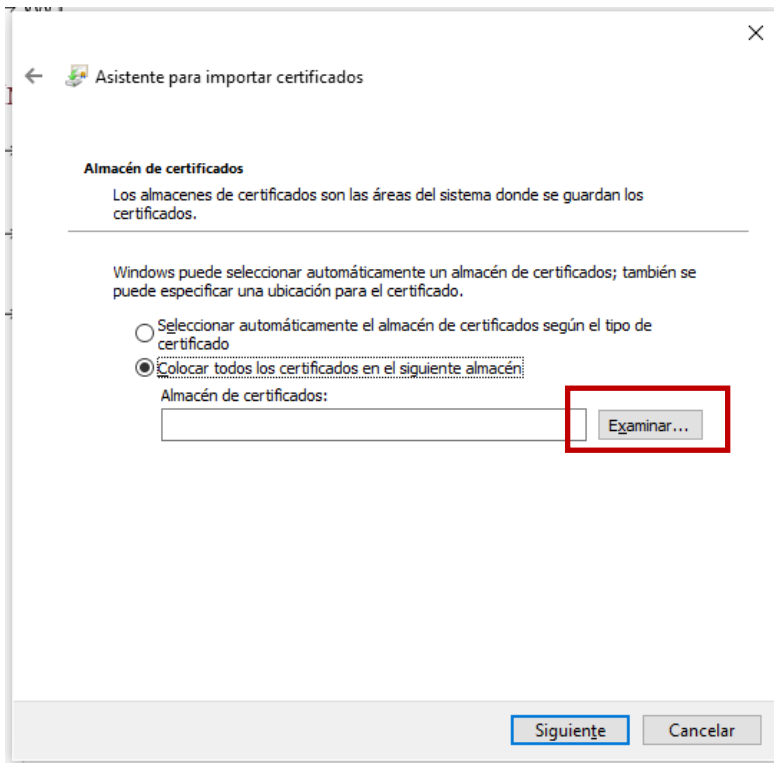 Asistente para importar certificados
Almacén de certificados
Los almacenes de certificados son las áreas del sistema donde se guardan los
certificados.
Windows puede seleccionar automáticamente un almacén de certificados; también se
puede especificar una ubicación para el certificado.
Seleccionar automáticamente el almacén de certificados según el tipo de
certificado
Colocar todos los certificados en el siguiente almacén
Almacén de certificados:
Examinar...
Siguiente
Cancelar